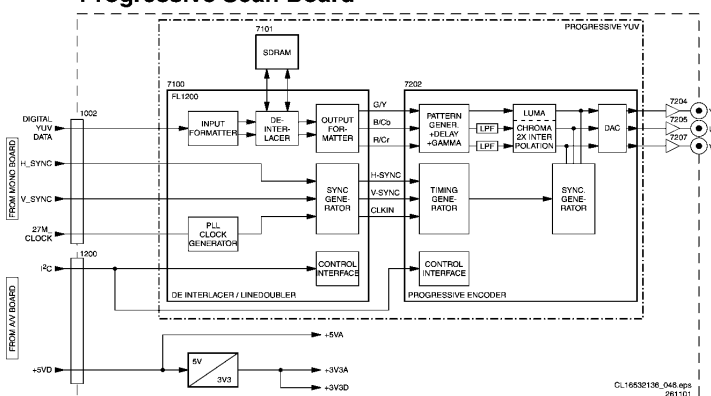 Progressive Scan Board
PROGRESSIVE YUV
7101
SDRAM
7100
FL1200
INPUT
FORMATTER
DE-
INTER-
LACER
OUTPUT
FOR-
MATTER
SYNC
GENE-
RATOR
PLL
CLOCK
GENERATOR
CONTROL
INTERFACE
DE INTERLACER / LINEDOUBLER
G/Y
B/Cb
R/Cr
H-SYNC
V-SYNC
CLKIN
7202
PATTERN
GENER.
+DELAY
+GAMMA
LPF
LPF
LUMA
CHROMA
2X INTER
POLATION
DAC
TIMING
GENE-
RATOR
SYNC.
GENE-
RATOR
CONTROL
INTERFACE
PROGRESSIVE ENCODER
7204
7205
7207
1002
DIGITAL
YUV
DATA
H_SYNC
V_SYNC
27M_
CLOCK
FROM MONO BOARD
1200
I²C
+5VD
FROM A/V BOARD
5V
3V3
+5VA
+3V3A
+3V3D
CL16532136_046.eps
261101